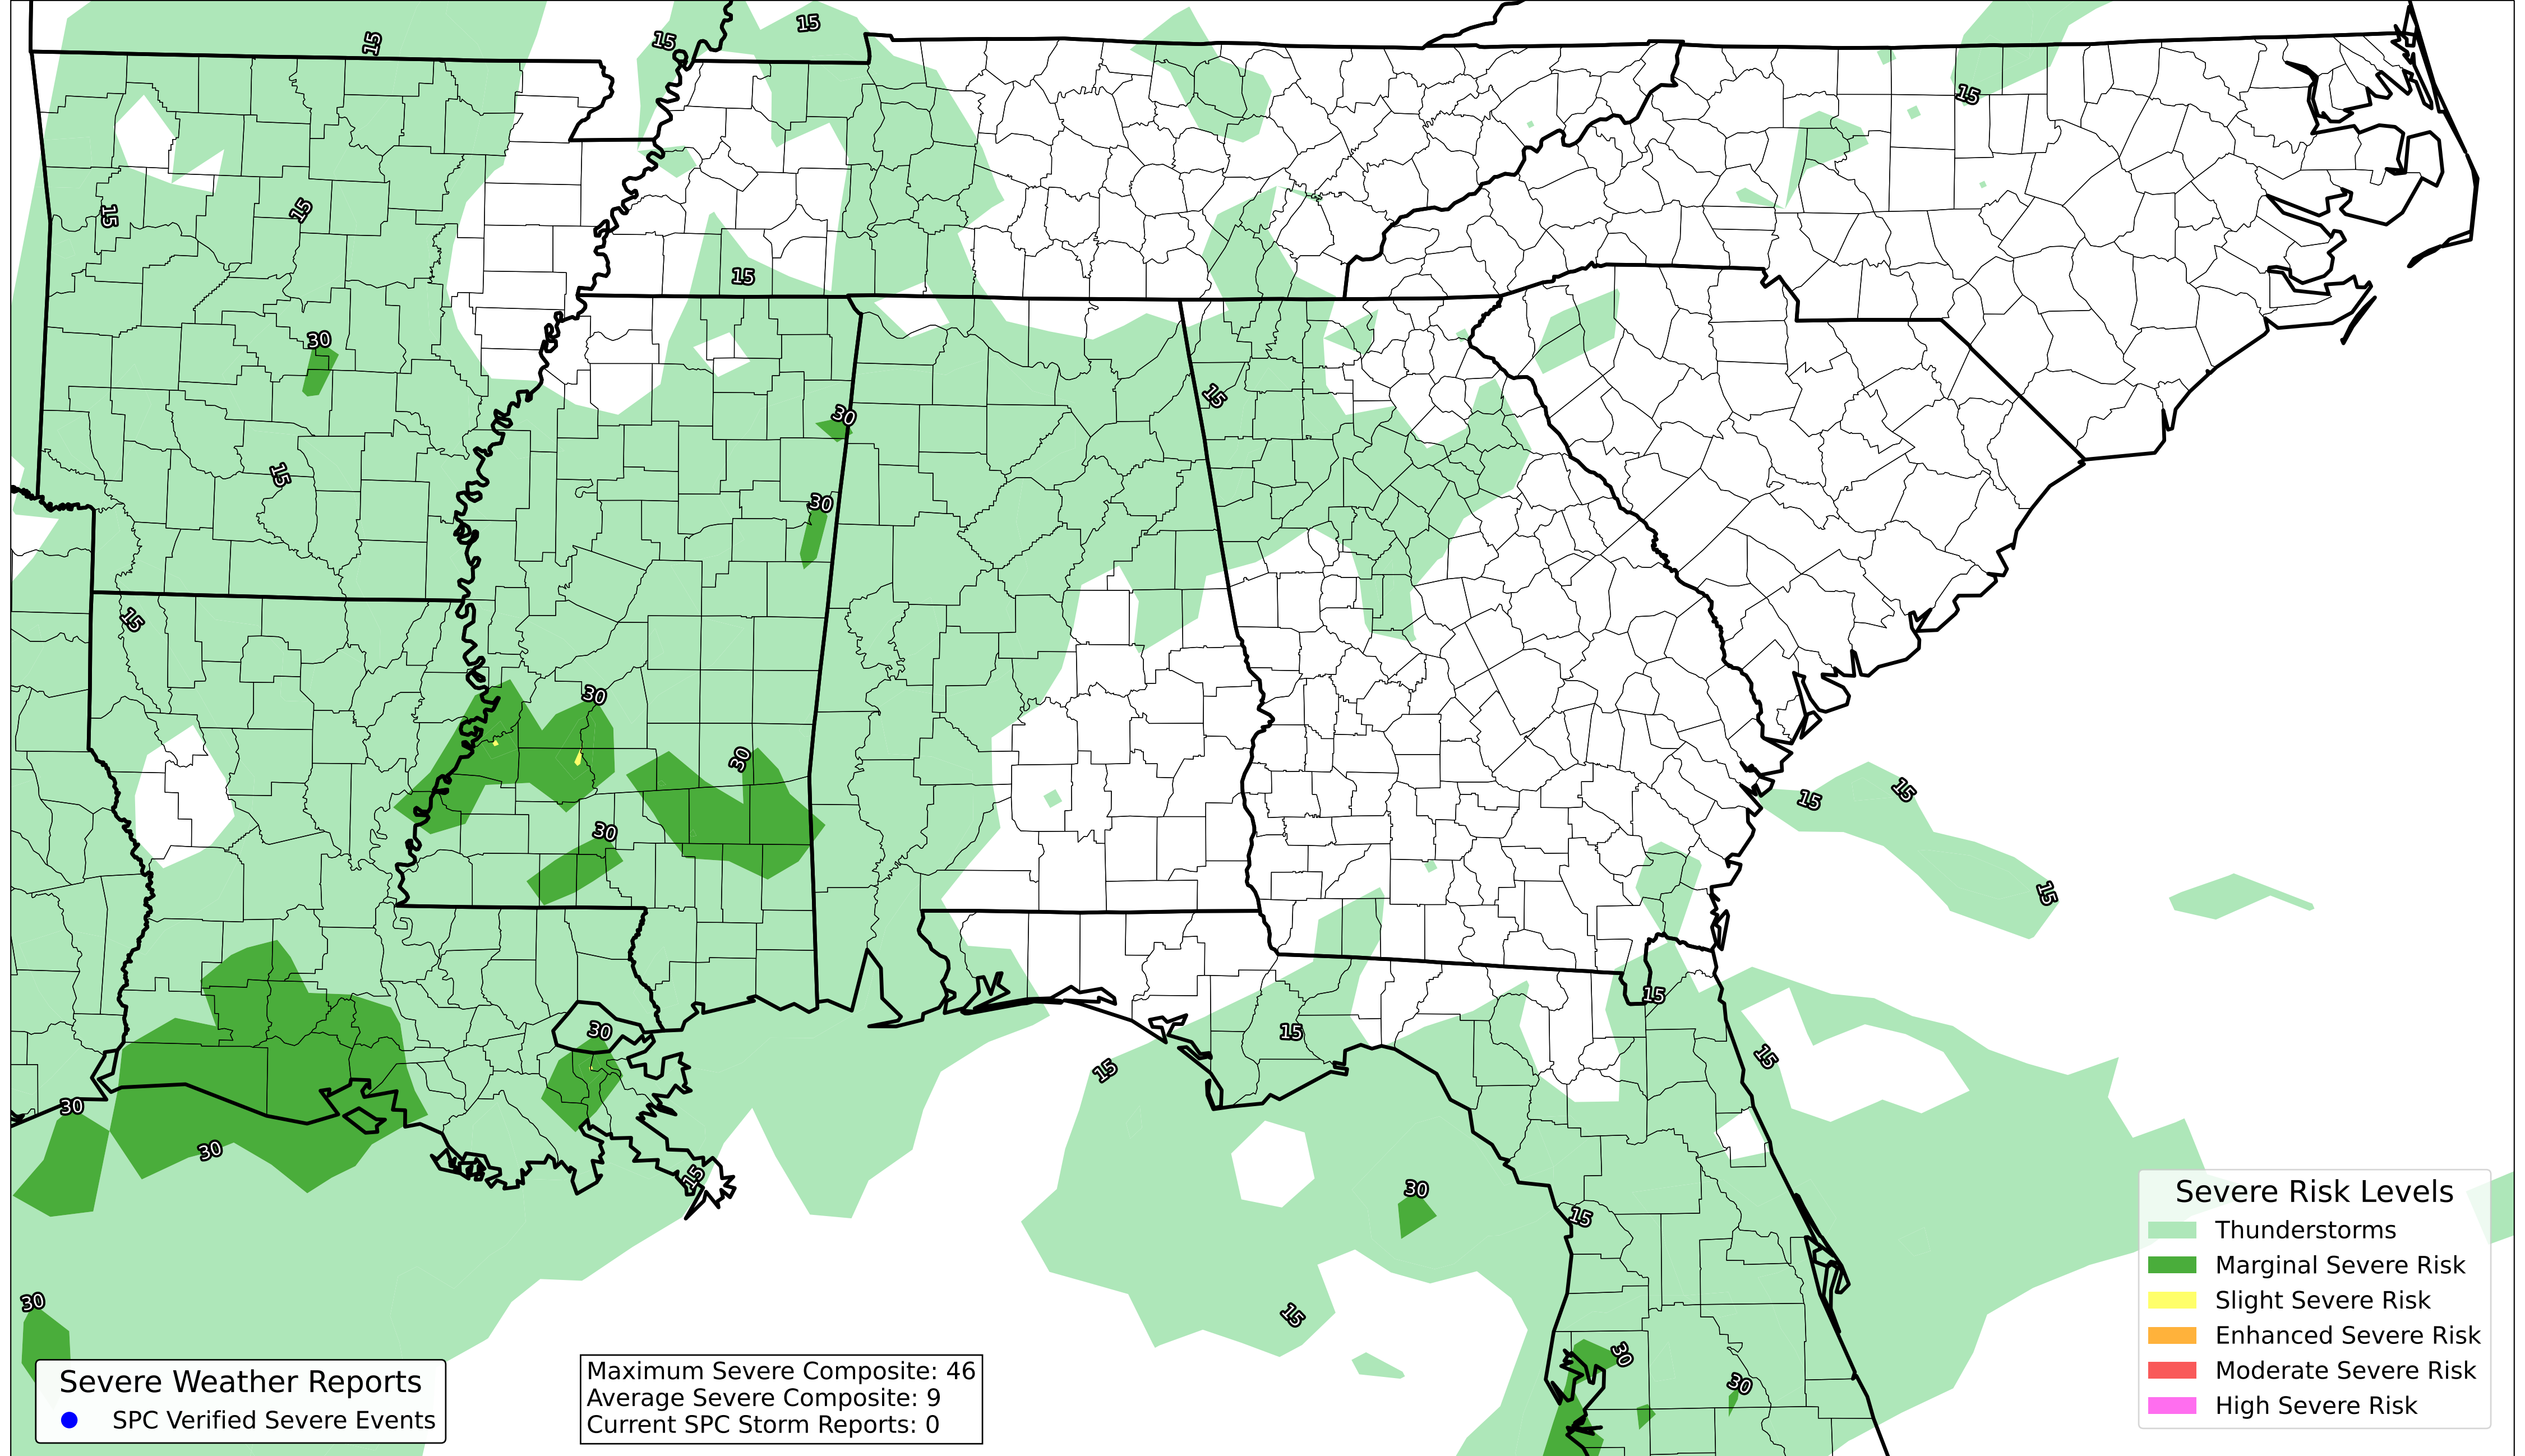 15
15
15
15
15
15
15
30
15
30
15
30
15
30
15
30
30
15
15
15
15
30
15
15
15
30
30
15
30
15
15
30
30
30
Severe Risk Levels
Thunderstorms
Marginal Severe Risk
Slight Severe Risk
Enhanced Severe Risk
Moderate Severe Risk
High Severe Risk
Severe Weather Reports
SPC Verified Severe Events
Maximum Severe Composite: 46
Average Severe Composite: 9
Current SPC Storm Reports: 0